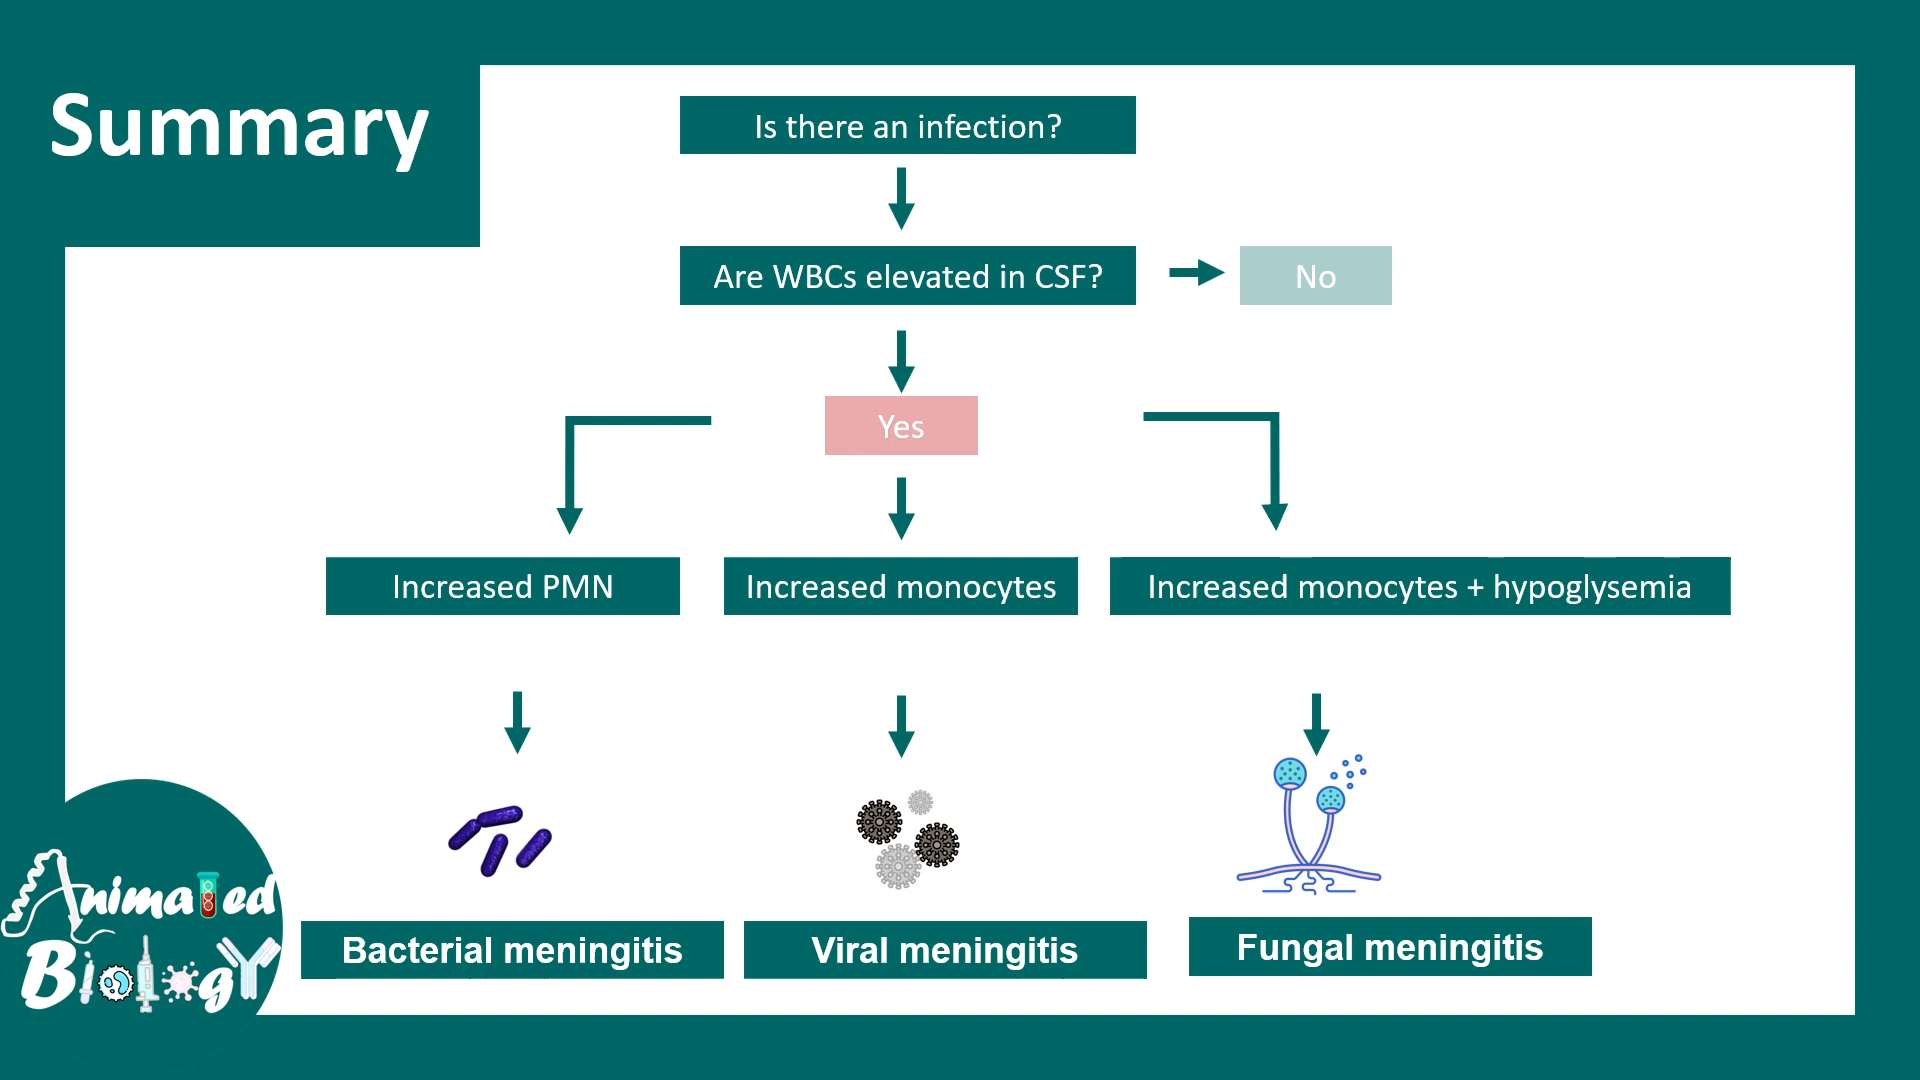 Summary
Is there an infection?
Are WBCs elevated in CSF?
No
Yes
Increased PMN
Increased monocytes
Increased monocytes + hypoglysemia
Bacterial meningitis
Viral meningitis
Fungal meningitis
Animated
Biology